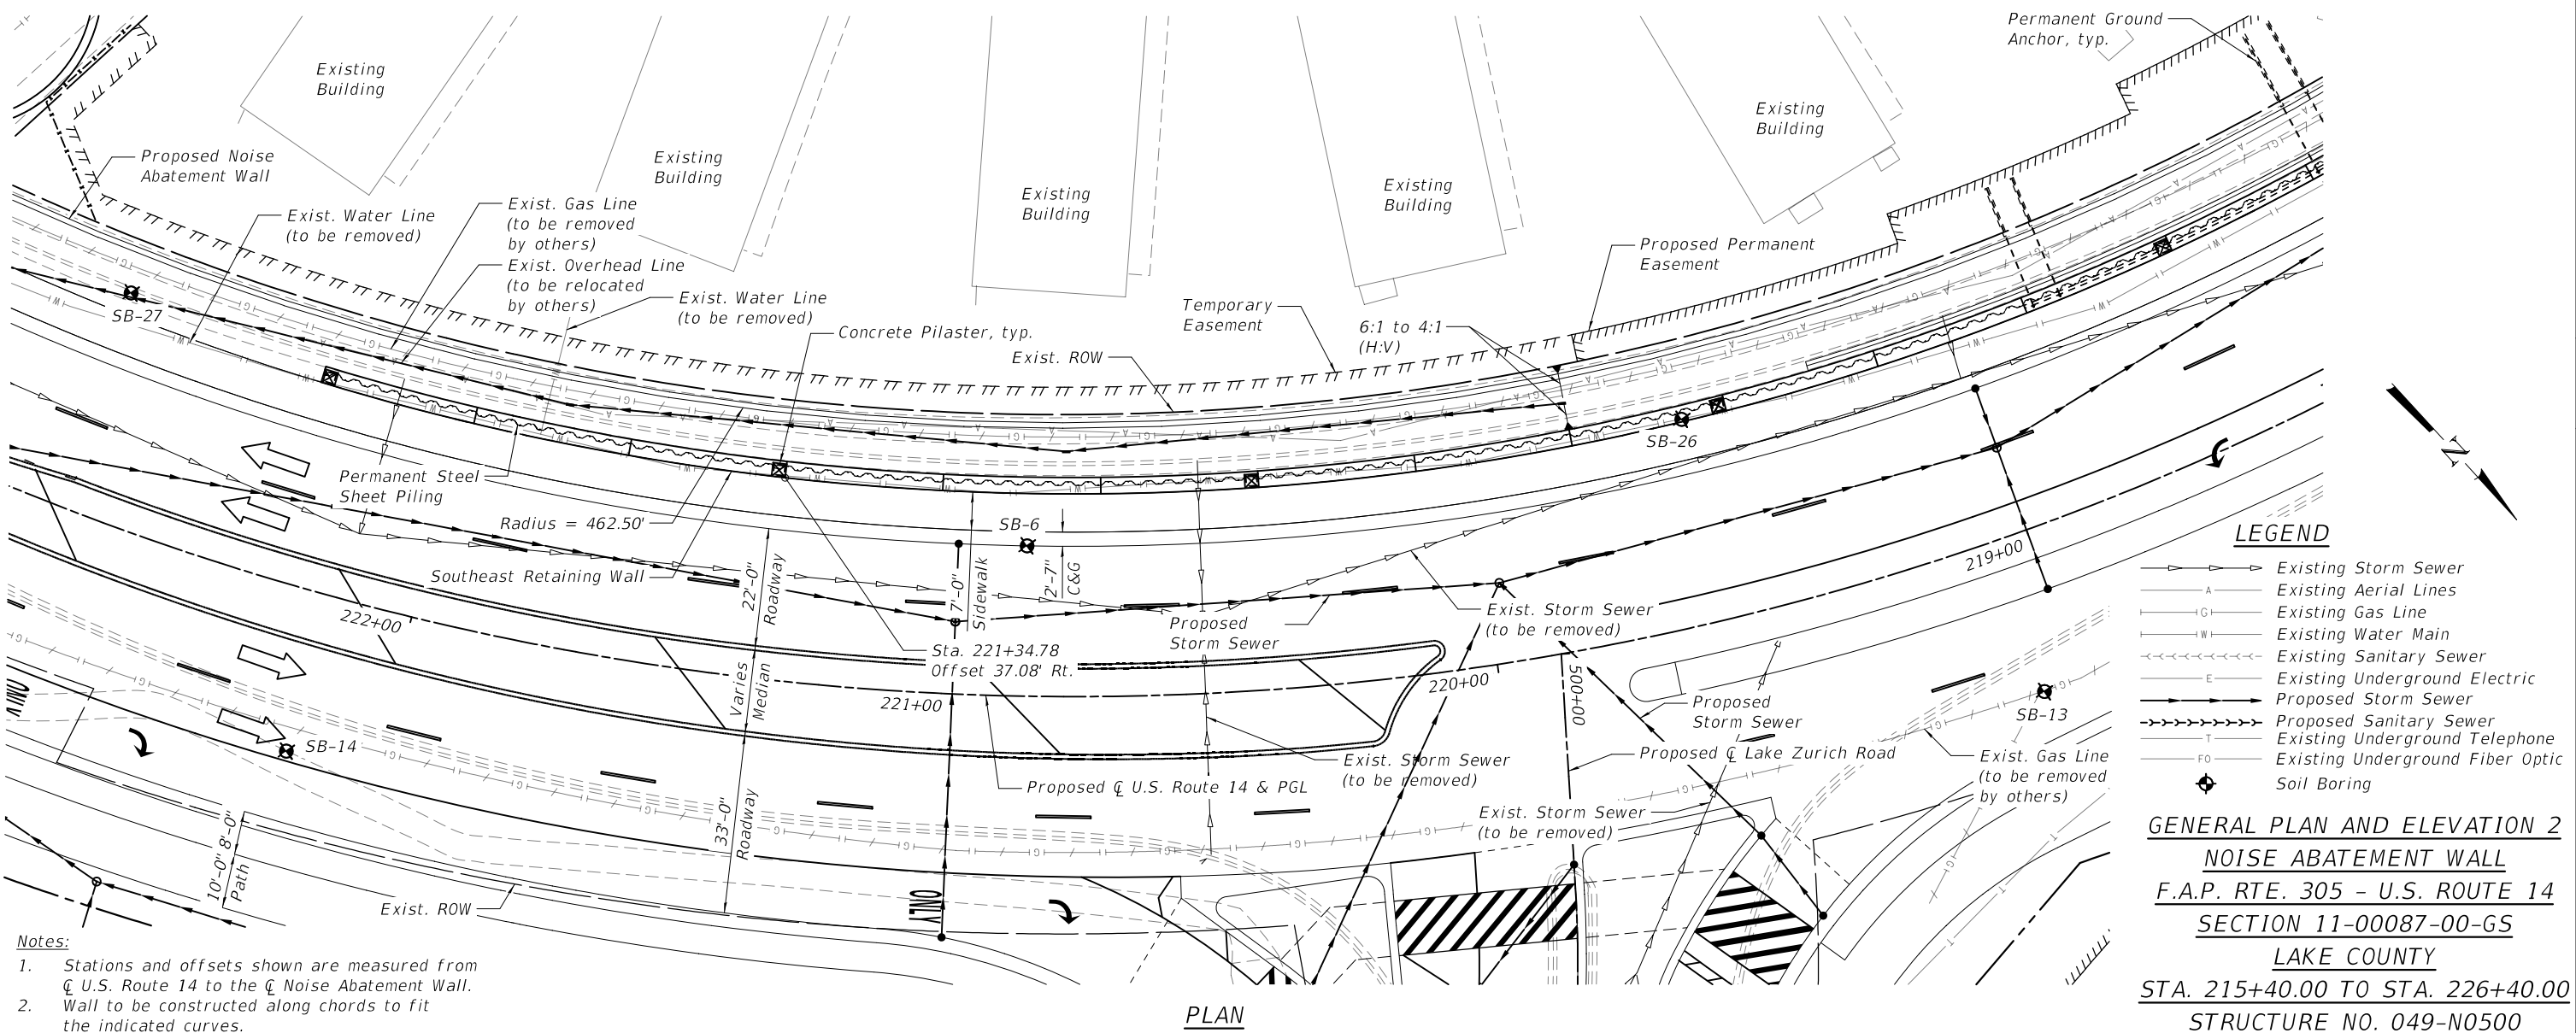 Permanent Ground
Anchor, typ.
Existing
Building
Existing
Building
Existing
Building
Existing
Building
Existing
Building
Proposed Noise
Abatement Wall
Exist. Water Line
(to be removed)
Exist. Gas Line
(to be removed
by others)
Exist. Overhead Line
(to be relocated
by others)
Exist. Water Line
(to be removed)
Concrete Pilaster, typ.
Exist. ROW
Temporary
Easement
6:1 to 4:1
(H:V)
Proposed Permanent
Easement
SB-27
SB-26
Permanent Steel
Sheet Piling
Radius = 462.50'
Southeast Retaining Wall
SB-6
22'-0"
Roadway
7'-0"
Sidewalk
2'-7"
C&G
Varies
Median
33'-0"
Roadway
Sta. 221+34.78
Offset 37.08' Rt.
Proposed
Storm Sewer
Exist. Storm Sewer
(to be removed)
222+00
221+00
220+00
219+00
500+00
Proposed
Storm Sewer
Proposed ℄ Lake Zurich Road
Exist. Storm Sewer
(to be removed)
Proposed ℄ U.S. Route 14 & PGL
Exist. Storm Sewer
(to be removed)
SB-13
Exist. Gas Line
(to be removed
by others)
SB-14
ONLY
ONLY
10'-0"
8'-0"
Path
Exist. ROW
Notes:
1. Stations and offsets shown are measured from
℄ U.S. Route 14 to the ℄ Noise Abatement Wall.
2. Wall to be constructed along chords to fit
the indicated curves.
PLAN
N
LEGEND
Existing Storm Sewer
A Existing Aerial Lines
G Existing Gas Line
W Existing Water Main
Existing Sanitary Sewer
E Existing Underground Electric
Proposed Storm Sewer
Proposed Sanitary Sewer
T Existing Underground Telephone
FO Existing Underground Fiber Optic
Soil Boring
GENERAL PLAN AND ELEVATION 2
NOISE ABATEMENT WALL
F.A.P. RTE. 305 - U.S. ROUTE 14
SECTION 11-00087-00-GS
LAKE COUNTY
STA. 215+40.00 TO STA. 226+40.00
STRUCTURE NO. 049-N0500